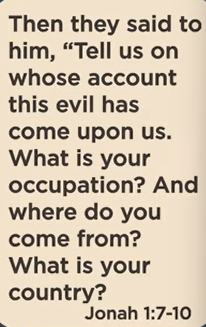 Then they said to
him, “Tell us on
whose account
this evil has
come upon us.
What is your
occupation? And
where do you
come from?
What is your
country?
Jonah 1:7-10